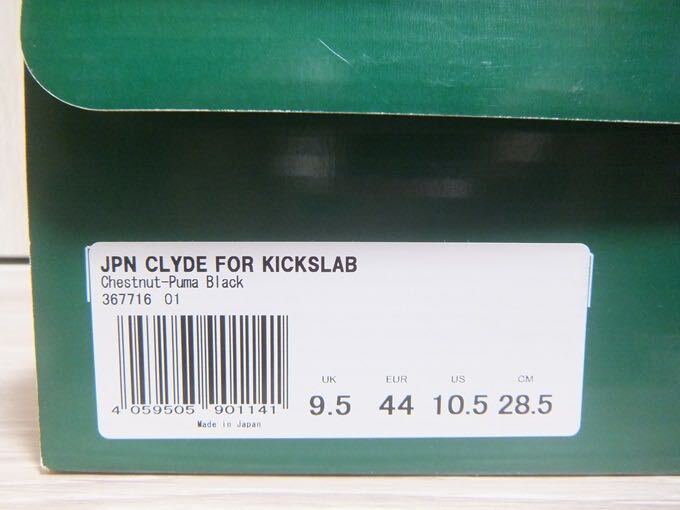 JPN CLYDE FOR KICKSLAB
Chestnut-Puma Black
367716 01
UK EUR US CM
9.5 44 10.5 28.5
4 059505 901141
Made in Japan